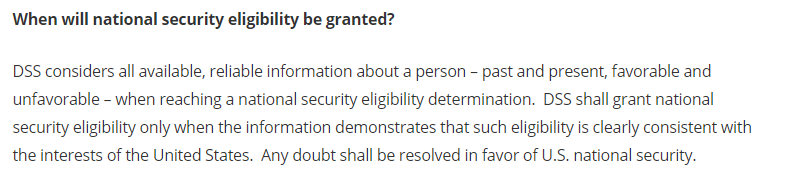 When will national security eligibility be granted?
DSS considers all available, reliable information about a person – past and present, favorable and
unfavorable – when reaching a national security eligibility determination.  DSS shall grant national
security eligibility only when the information demonstrates that such eligibility is clearly consistent with
the interests of the United States.  Any doubt shall be resolved in favor of U.S. national security.